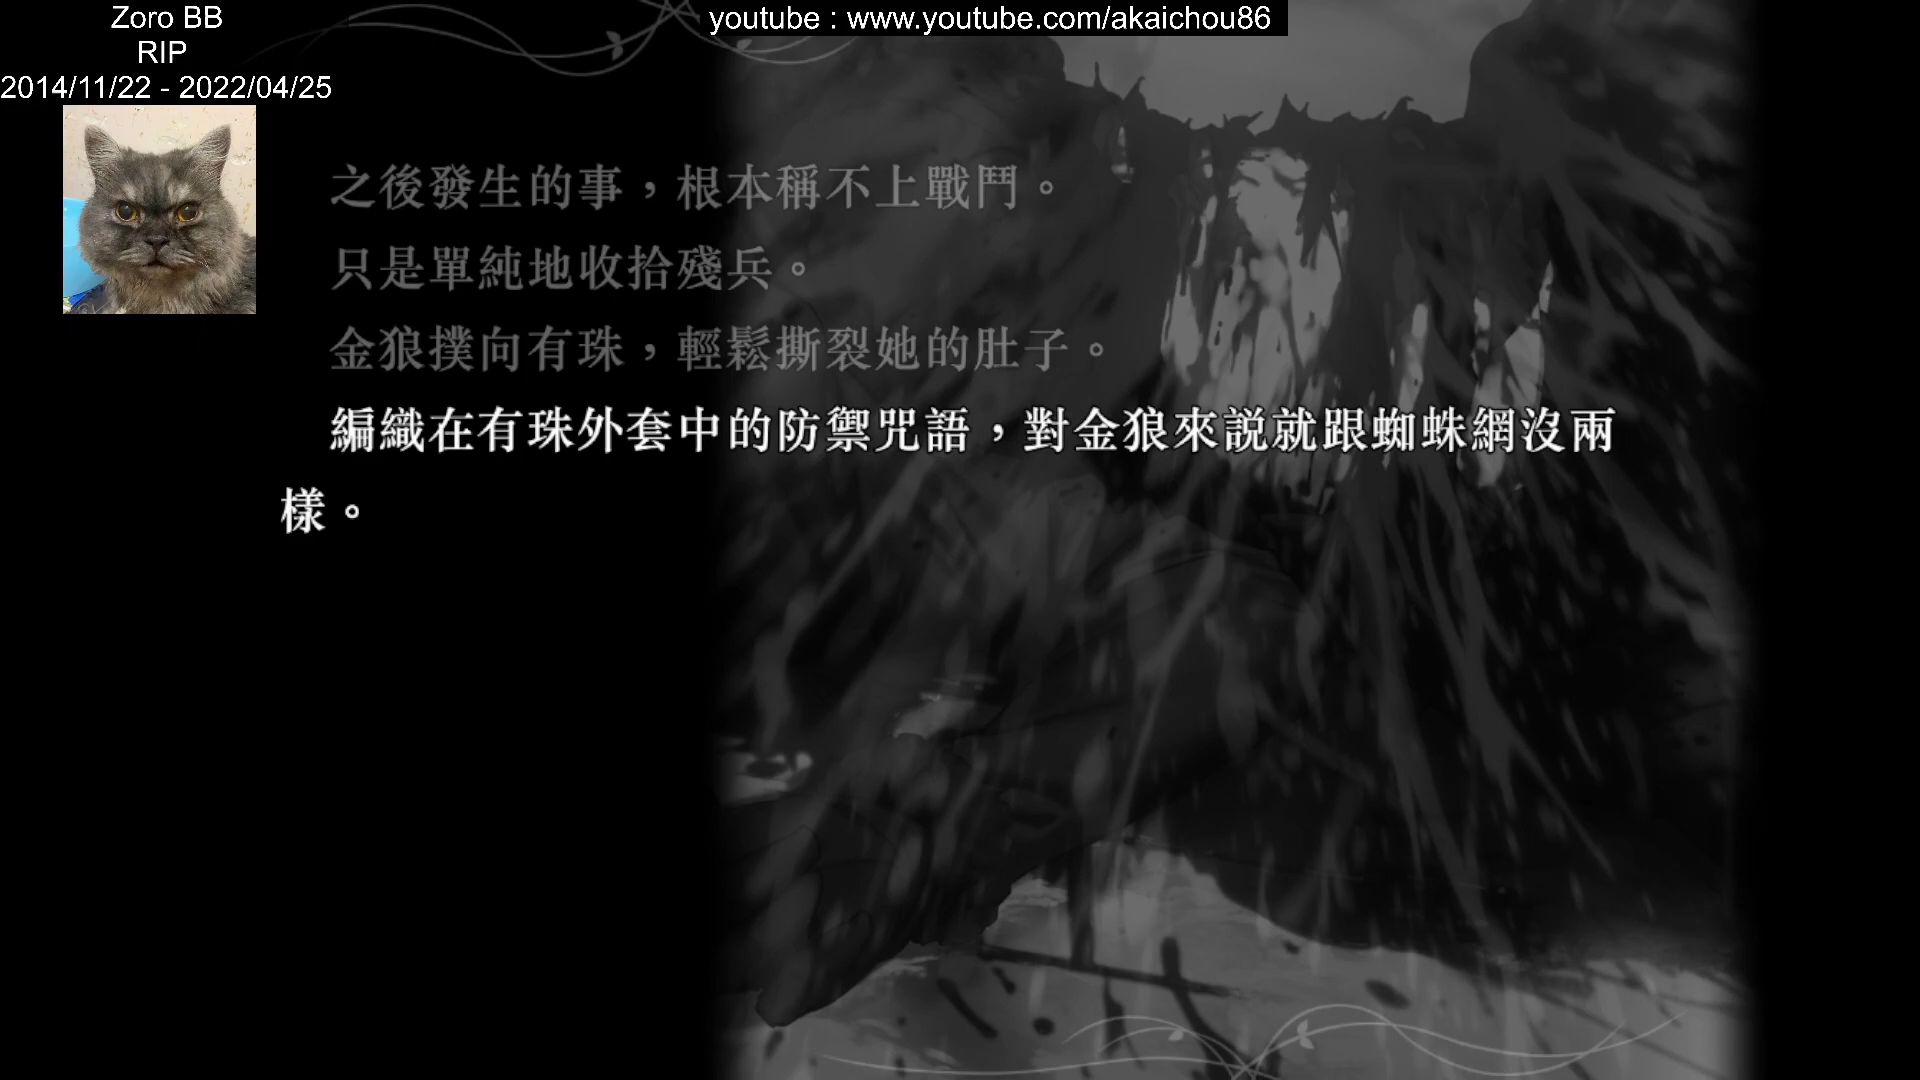 Zoro BB
RIP
2014/11/22 - 2022/04/25
youtube : www.youtube.com/akaichou86
之後發生的事，根本稱不上戰鬥。
只是單純地收拾殘兵。
金狼撲向有珠，輕鬆撕裂她的肚子。
編織在有珠外套中的防禦咒語，對金狼來説就跟蜘蛛網沒兩
樣。